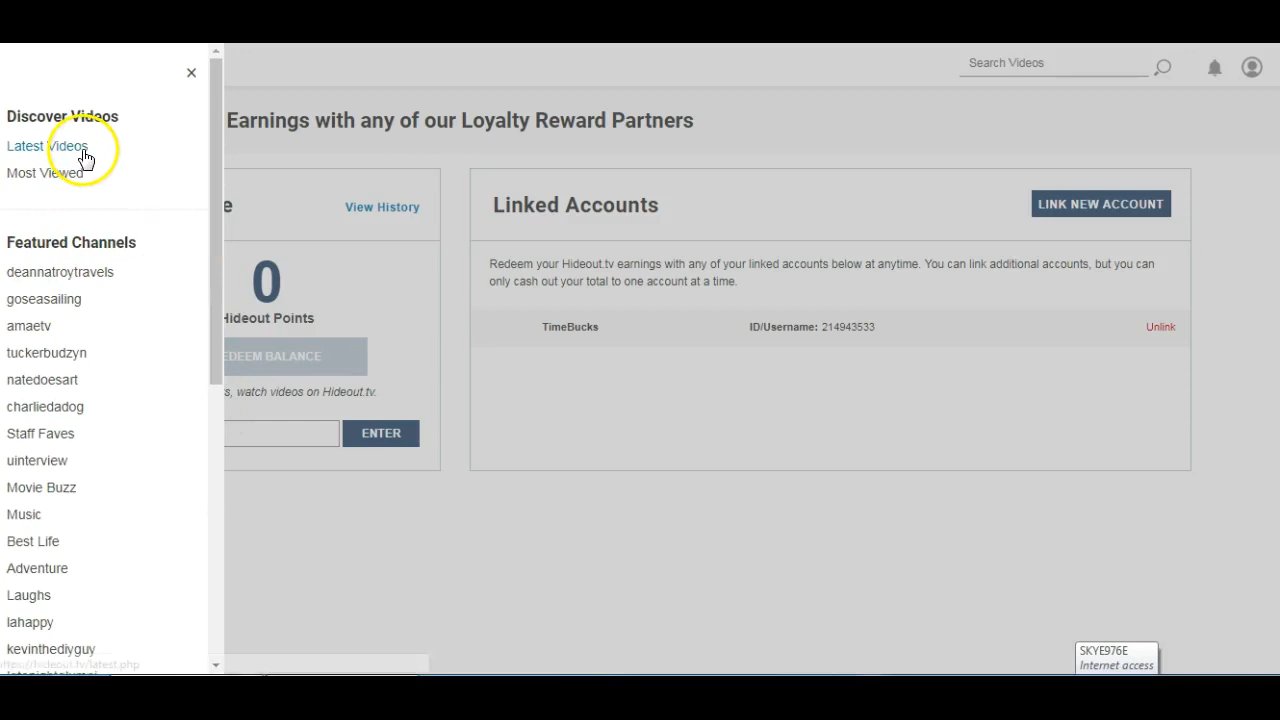 Search Videos
Discover Videos
Latest Videos
Most Viewed
Featured Channels
deannatroytravels
goseasailing
amaetv
tuckerbudzyn
natedoesart
charliedadog
Staff Faves
uinterview
Movie Buzz
Music
Best Life
Adventure
Laughs
lahappy
kevinthediyguy
Earnings with any of our Loyalty Reward Partners
View History
0
Hideout Points
REDEEM BALANCE
watch videos on Hideout.tv.
ENTER
Linked Accounts
LINK NEW ACCOUNT
Redeem your Hideout.tv earnings with any of your linked accounts below at anytime. You can link additional accounts, but you can
only cash out your total to one account at a time.
TimeBucks ID/Username: 214943533 Unlink
SKYE976E
Internet access